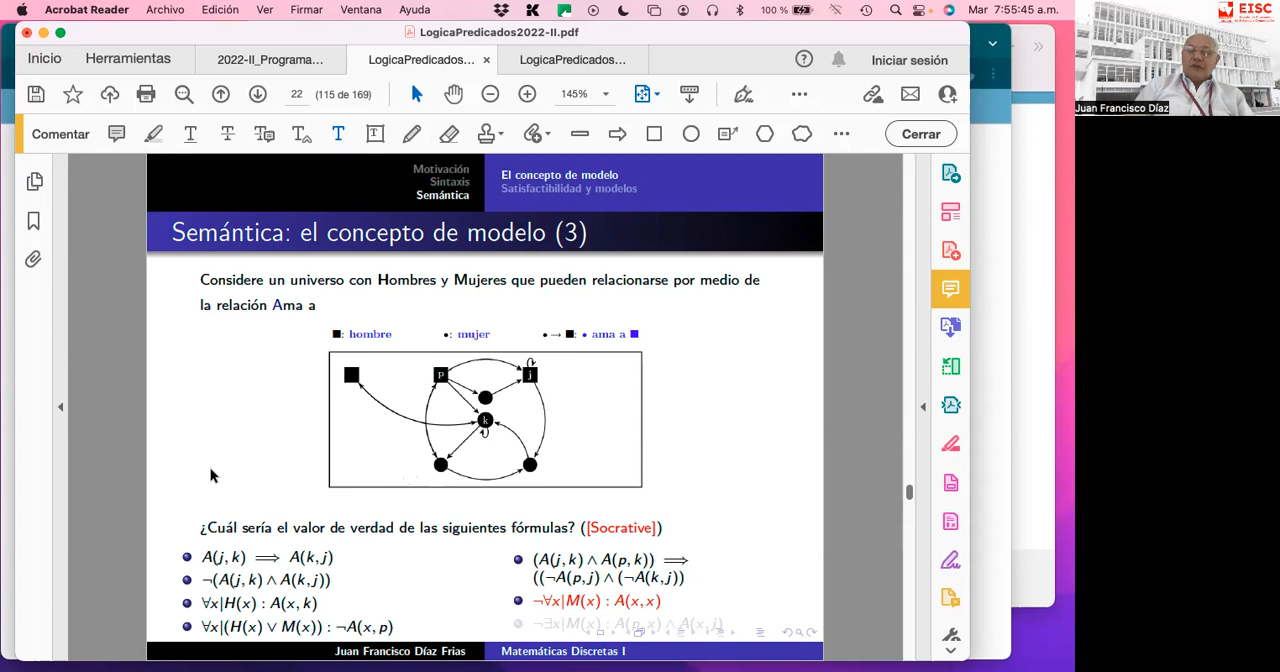 Acrobat Reader Archivo Edición Ver Firmar Ventana Ayuda 100 % Mar 7:55:45 a.m.
LogicaPredicados2022-II.pdf
Inicio Herramientas 2022-II_Programa... LogicaPredicados... × LogicaPredicados... Iniciar sesión
22 (115 de 169) 145%
Comentar Cerrar
EISC
Juan Francisco Díaz
Motivación
Sintaxis
Semántica
El concepto de modelo
Satisfactibilidad y modelos
Semántica: el concepto de modelo (3)
Considere un universo con Hombres y Mujeres que pueden relacionarse por medio de
la relación Ama a
■: hombre •: mujer • → ■: • ama a ■
p j
k
¿Cuál sería el valor de verdad de las siguientes fórmulas? ([Socrative])
A(j, k) ⟹ A(k, j)
¬(A(j, k) ∧ A(k, j))
∀x|H(x) : A(x, k)
∀x|(H(x) ∨ M(x)) : ¬A(x, p)
(A(j, k) ∧ A(p, k)) ⟹
((¬A(p, j) ∧ (¬A(k, j))
¬∀x|M(x) : A(x, x)
¬∃x|M(x) : A(p, x) ∧ A(x, j)
Juan Francisco Díaz Frias Matemáticas Discretas I